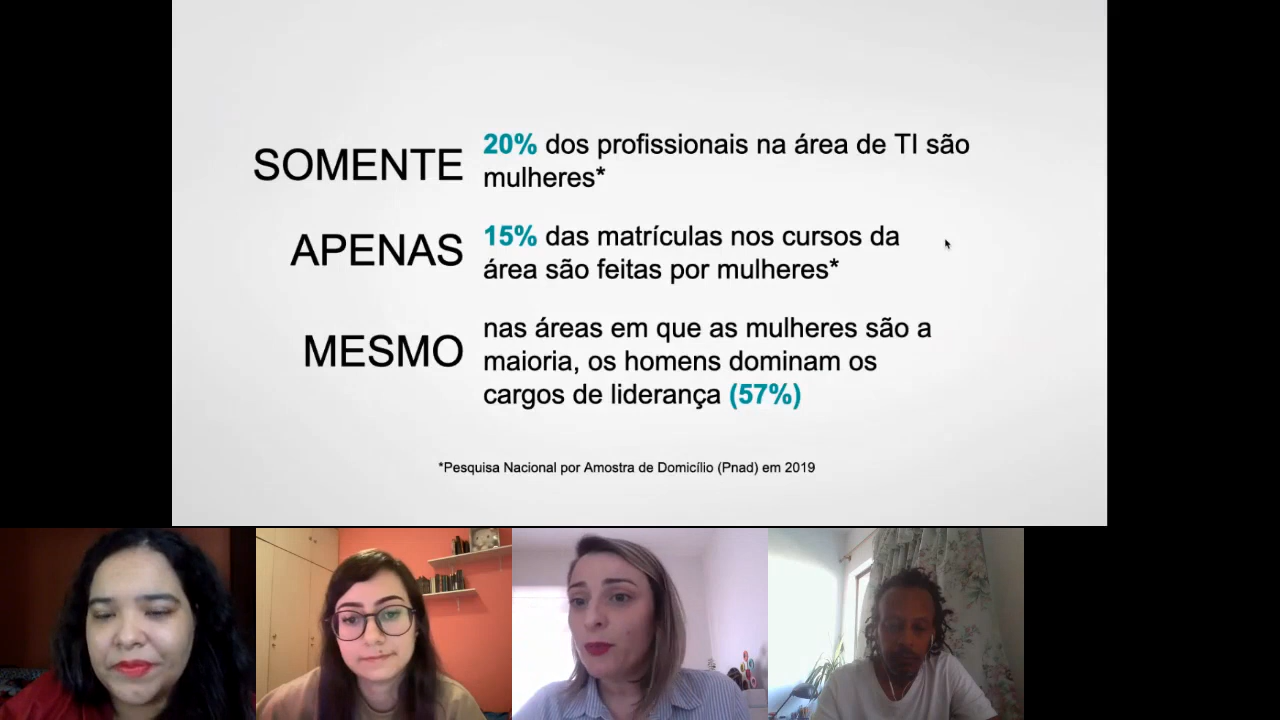 SOMENTE
20% dos profissionais na área de TI são
mulheres*
APENAS
15% das matrículas nos cursos da
área são feitas por mulheres*
MESMO
nas áreas em que as mulheres são a
maioria, os homens dominam os
cargos de liderança (57%)
*Pesquisa Nacional por Amostra de Domicílio (Pnad) em 2019